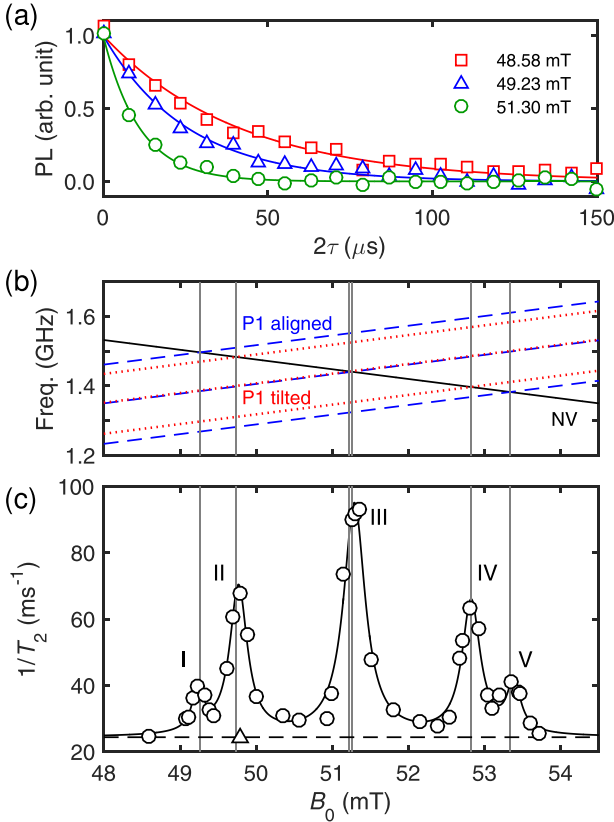 (a)
PL (arb. unit)
1.0
0.5
0.0
48.58 mT
49.23 mT
51.30 mT
0
50
100
150
2τ (μs)
(b)
Freq. (GHz)
1.6
1.4
1.2
P1 aligned
P1 tilted
NV
(c)
1/T₂ (ms⁻¹)
100
80
60
40
20
I
II
III
IV
V
48
49
50
51
52
53
54
B₀ (mT)